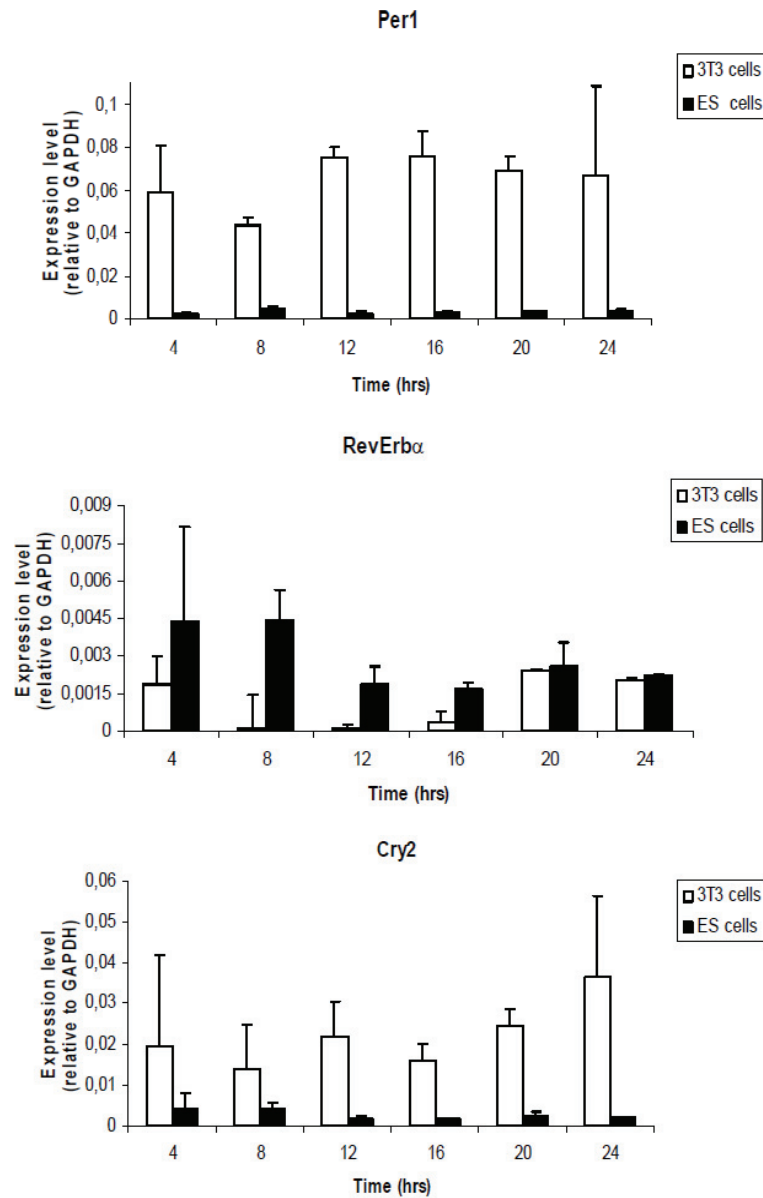 Per1
3T3 cells
ES cells
Expression level
(relative to GAPDH)
0,1
0,08
0,06
0,04
0,02
0
4 8 12 16 20 24
Time (hrs)
RevErbα
3T3 cells
ES cells
Expression level
(relative to GAPDH)
0,009
0,0075
0,006
0,0045
0,003
0,0015
0
4 8 12 16 20 24
Time (hrs)
Cry2
3T3 cells
ES cells
Expression level
(relative to GAPDH)
0,06
0,05
0,04
0,03
0,02
0,01
0
4 8 12 16 20 24
Time (hrs)